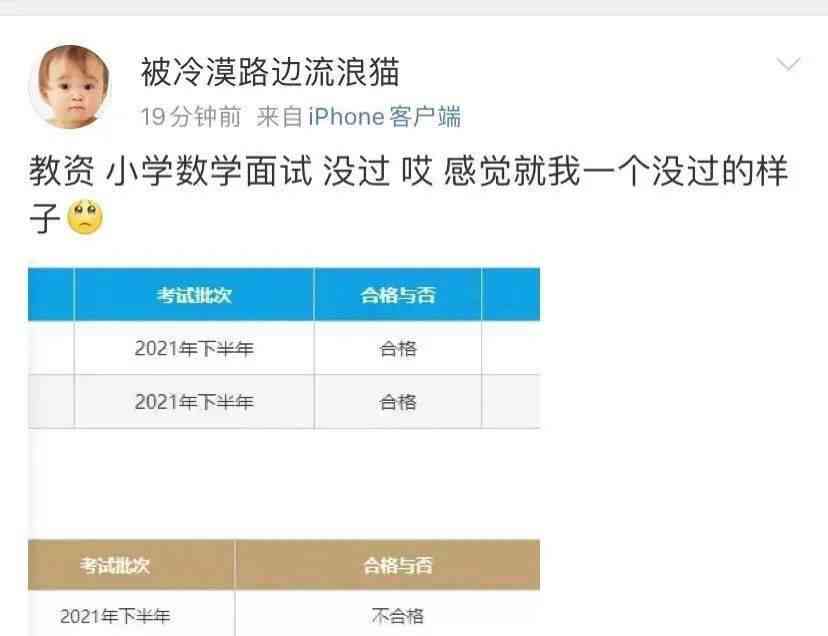 被冷漠路边流浪猫
19分钟前 来自iPhone客户端
教资 小学数学面试 没过 哎 感觉就我一个没过的样
子🥺
考试批次 合格与否
2021年下半年 合格
2021年下半年 合格
考试批次 合格与否
2021年下半年 不合格